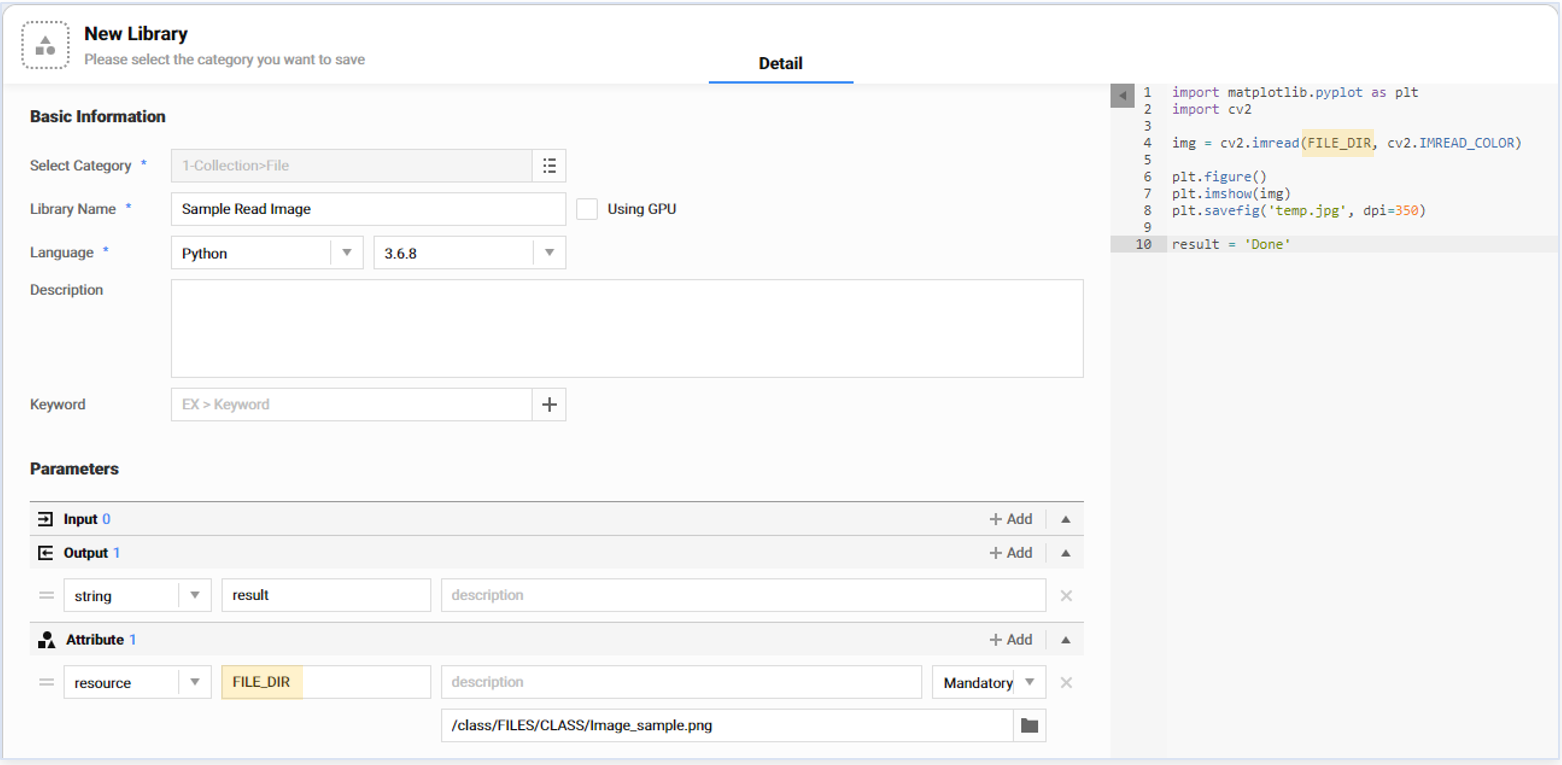 New Library
Please select the category you want to save
Detail
Basic Information
Select Category *
1-Collection>File
Library Name *
Sample Read Image
Using GPU
Language *
Python
3.6.8
Description
Keyword
EX > Keyword
Parameters
Input 0
+ Add
Output 1
+ Add
string
result
description
Attribute 1
+ Add
resource
FILE_DIR
description
Mandatory
/class/FILES/CLASS/Image_sample.png
1 import matplotlib.pyplot as plt
2 import cv2
3
4 img = cv2.imread(FILE_DIR, cv2.IMREAD_COLOR)
5
6 plt.figure()
7 plt.imshow(img)
8 plt.savefig('temp.jpg', dpi=350)
9
10 result = 'Done'